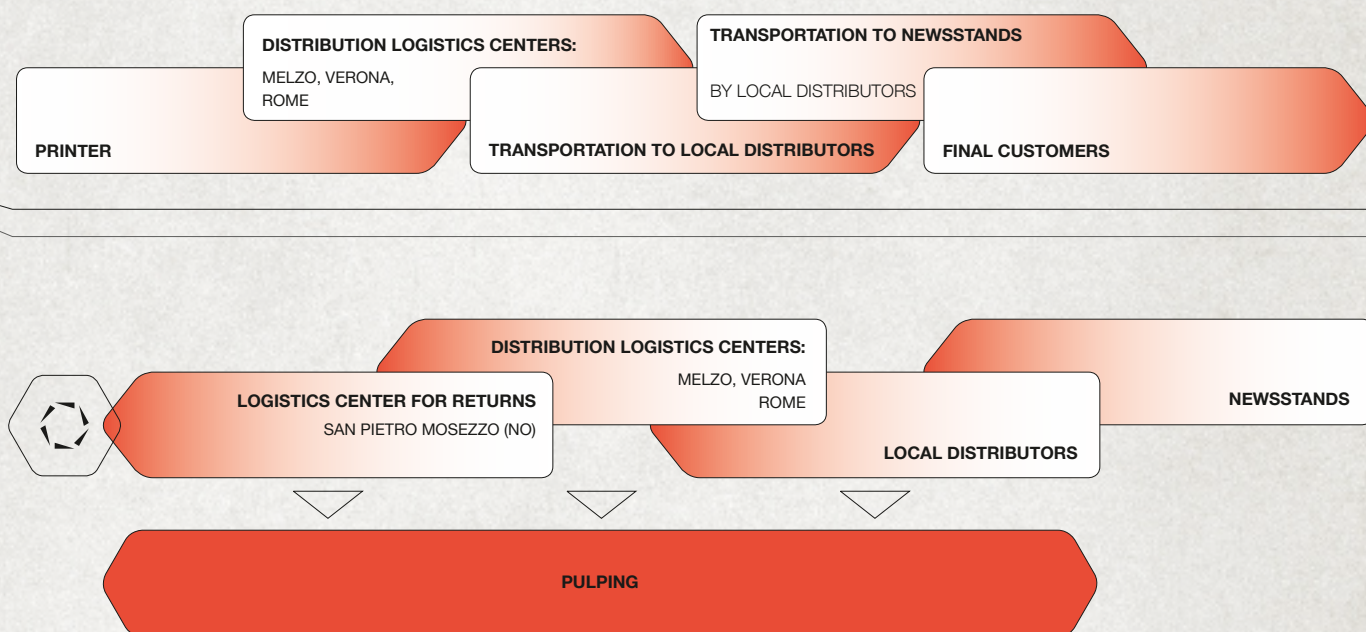 PRINTER
DISTRIBUTION LOGISTICS CENTERS:
MELZO, VERONA,
ROME
TRANSPORTATION TO LOCAL DISTRIBUTORS
TRANSPORTATION TO NEWSSTANDS
BY LOCAL DISTRIBUTORS
FINAL CUSTOMERS
LOGISTICS CENTER FOR RETURNS
SAN PIETRO MOSEZZO (NO)
DISTRIBUTION LOGISTICS CENTERS:
MELZO, VERONA
ROME
LOCAL DISTRIBUTORS
NEWSSTANDS
PULPING